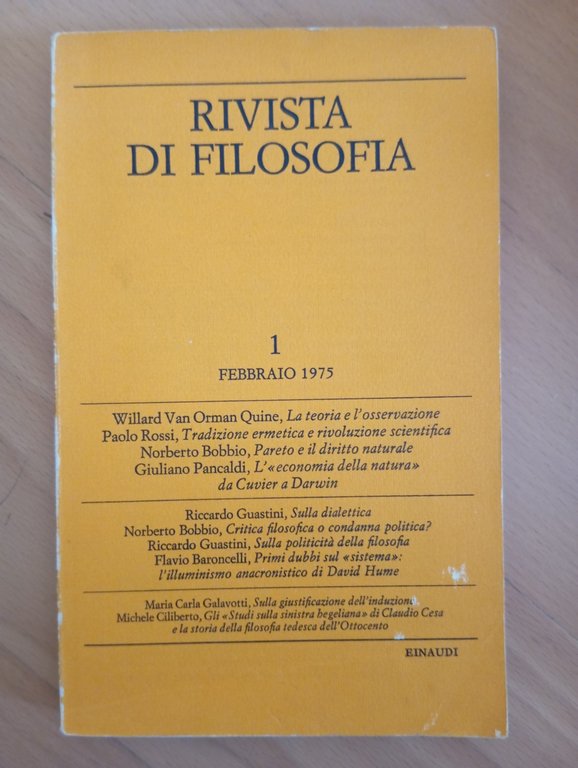 RIVISTA
DI FILOSOFIA
1
FEBBRAIO 1975
Willard Van Orman Quine, La teoria e l'osservazione
Paolo Rossi, Tradizione ermetica e rivoluzione scientifica
Norberto Bobbio, Pareto e il diritto naturale
Giuliano Pancaldi, L'«economia della natura»
da Cuvier a Darwin
Riccardo Guastini, Sulla dialettica
Norberto Bobbio, Critica filosofica o condanna politica?
Riccardo Guastini, Sulla politicità della filosofia
Flavio Baroncelli, Primi dubbi sul «sistema»:
l'illuminismo anacronistico di David Hume
Maria Carla Galavotti, Sulla giustificazione dell'induzione
Michele Ciliberto, Gli «Studi sulla sinistra hegeliana» di Claudio Cesa
e la storia della filosofia tedesca dell'Ottocento
EINAUDI